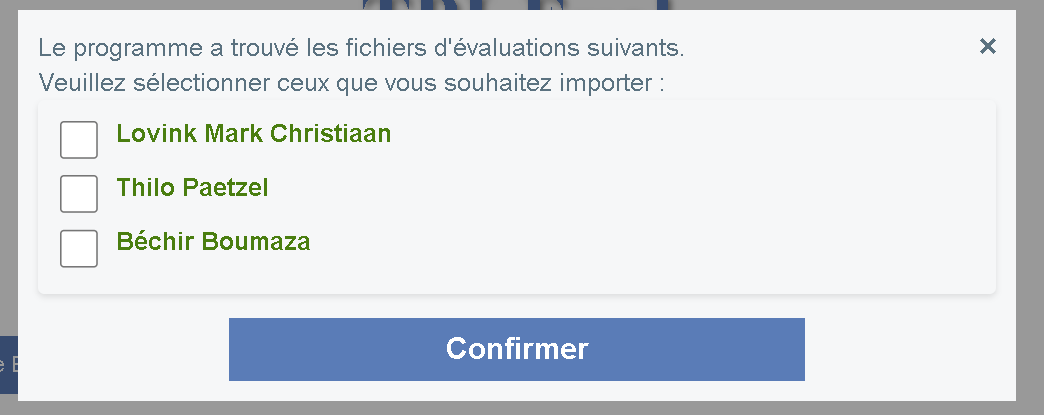 Le programme a trouvé les fichiers d'évaluations suivants.
×
Veuillez sélectionner ceux que vous souhaitez importer :
Lovink Mark Christiaan
Thilo Paetzel
Béchir Boumaza
Confirmer